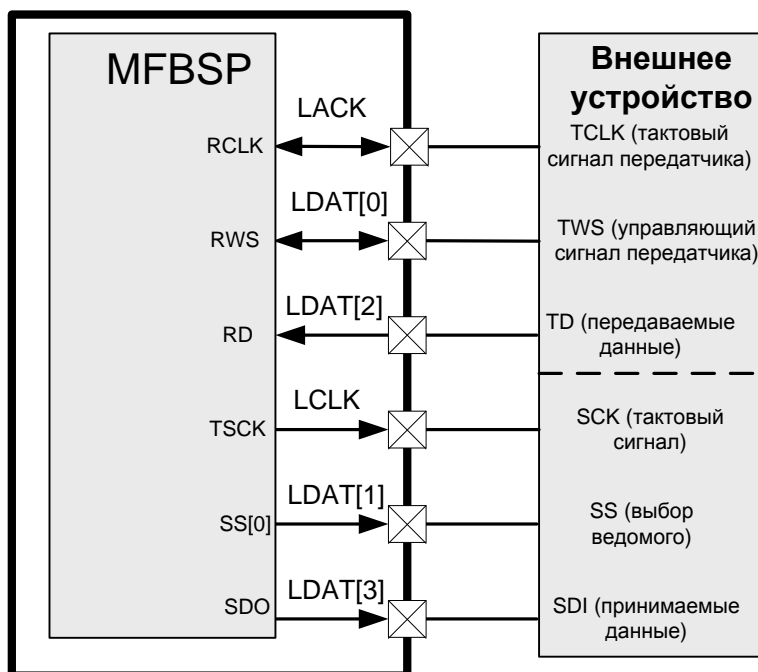 MFBSP
Внешнее
устройство
LACK
RCLK
TCLK (тактовый
сигнал передатчика)
LDAT[0]
RWS
TWS (управляющий
сигнал передатчика)
LDAT[2]
RD
TD (передаваемые
данные)
LCLK
TSCK
SCK (тактовый
сигнал)
LDAT[1]
SS[0]
SS (выбор
ведомого)
LDAT[3]
SDO
SDI (принимаемые
данные)